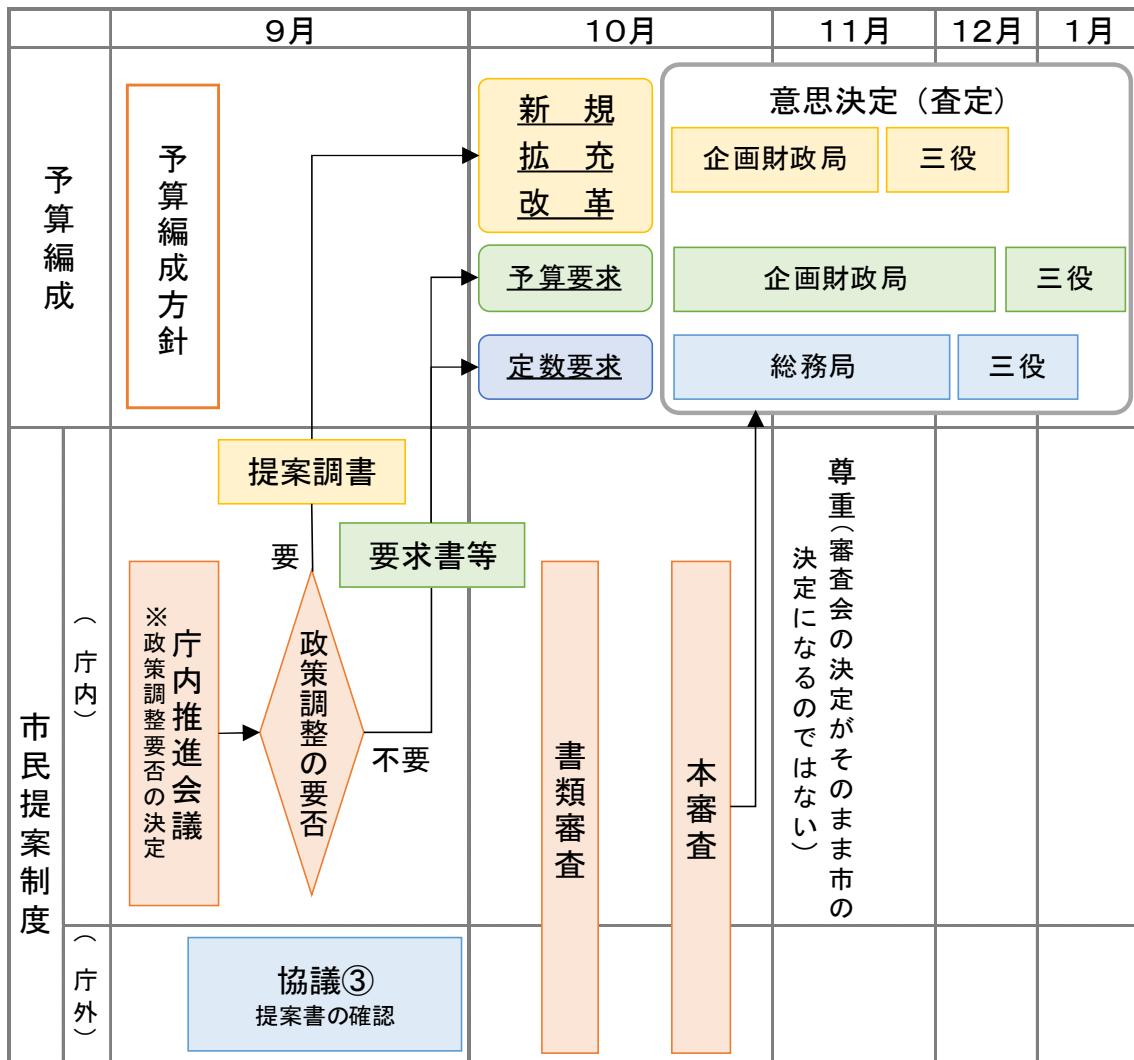 9月
10月
11月
12月
1月
予算編成
予算編成方針
新　規
拡　充
改　革
予算要求
定数要求
意思決定（査定）
企画財政局
三役
企画財政局
三役
総務局
三役
市民提案制度
（庁内）
提案調書
要求書等
要
不要
庁内推進会議
※政策調整要否の決定
政策調整の要否
書類審査
本審査
尊重（審査会の決定がそのまま市の
決定になるのではない）
（庁外）
協議③
提案書の確認